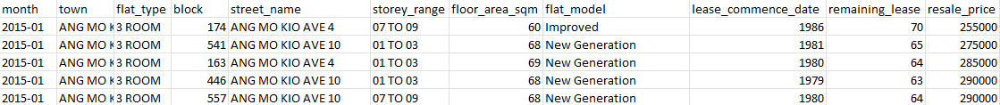 month town flat_type block street_name storey_range floor_area_sqm flat_model lease_commence_date remaining_lease resale_price
2015-01 ANG MO K 3 ROOM 174 ANG MO KIO AVE 4 07 TO 09 60 Improved 1986 70 255000
2015-01 ANG MO K 3 ROOM 541 ANG MO KIO AVE 10 01 TO 03 68 New Generation 1981 65 275000
2015-01 ANG MO K 3 ROOM 163 ANG MO KIO AVE 4 01 TO 03 69 New Generation 1980 64 285000
2015-01 ANG MO K 3 ROOM 446 ANG MO KIO AVE 10 01 TO 03 68 New Generation 1979 63 290000
2015-01 ANG MO K 3 ROOM 557 ANG MO KIO AVE 10 07 TO 09 68 New Generation 1980 64 290000